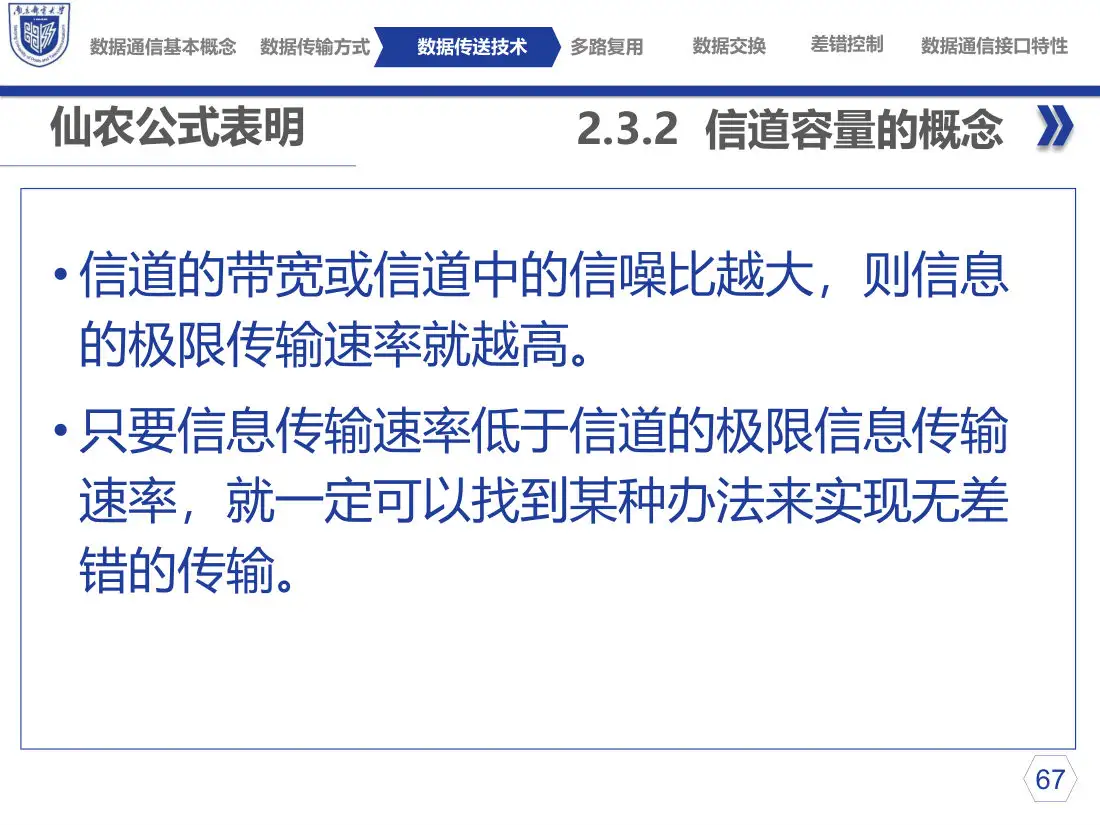 南京邮电大学
数据通信基本概念 数据传输方式 数据传送技术 多路复用 数据交换 差错控制 数据通信接口特性
仙农公式表明 2.3.2 信道容量的概念
•信道的带宽或信道中的信噪比越大，则信息
的极限传输速率就越高。
•只要信息传输速率低于信道的极限信息传输
速率，就一定可以找到某种办法来实现无差
错的传输。
67